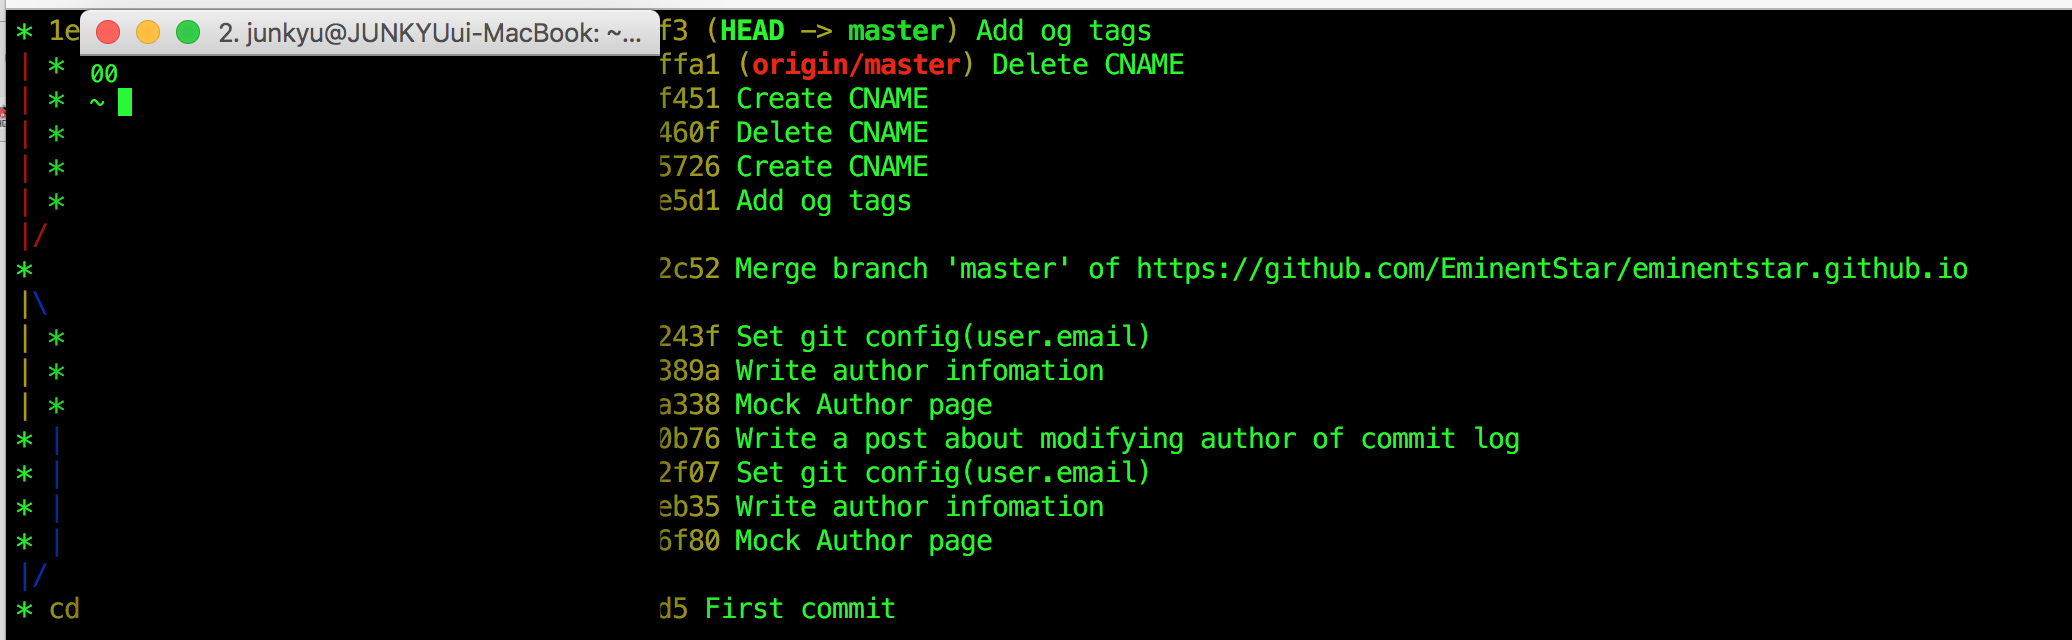 2. junkyu@JUNKYUui-MacBook: ~...
00
~
* 1e f3 (HEAD -> master) Add og tags
| * ffa1 (origin/master) Delete CNAME
| * f451 Create CNAME
| * 460f Delete CNAME
| * 5726 Create CNAME
| * e5d1 Add og tags
|/
* 2c52 Merge branch 'master' of https://github.com/EminentStar/eminentstar.github.io
|\
| * 243f Set git config(user.email)
| * 389a Write author infomation
| * a338 Mock Author page
* | 0b76 Write a post about modifying author of commit log
* | 2f07 Set git config(user.email)
* | eb35 Write author infomation
* | 6f80 Mock Author page
|/
* cd d5 First commit